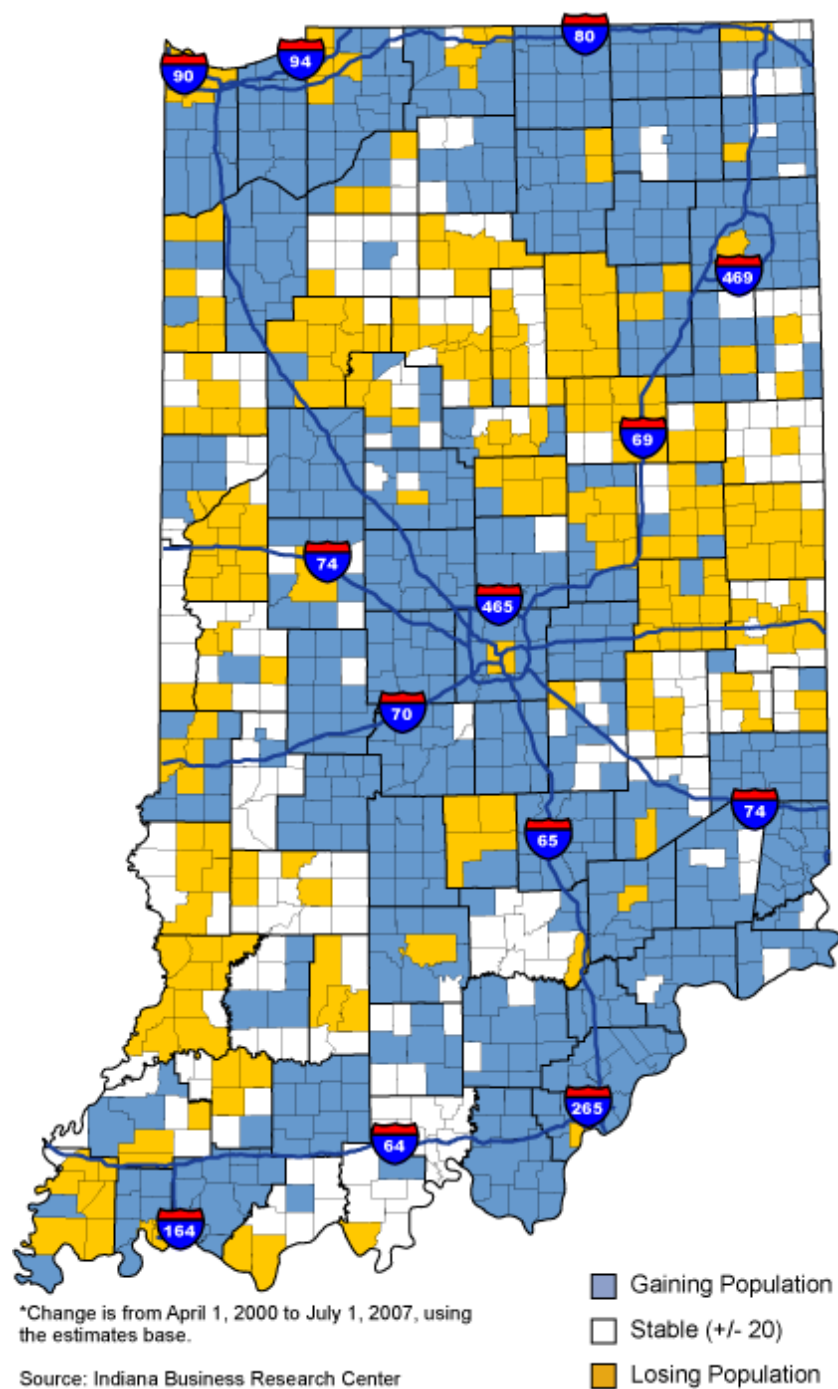 80
94
90
469
69
74
465
70
74
65
265
64
164
Gaining Population
*Change is from April 1, 2000 to July 1, 2007, using
the estimates base.
Stable (+/- 20)
Source: Indiana Business Research Center
Losing Population